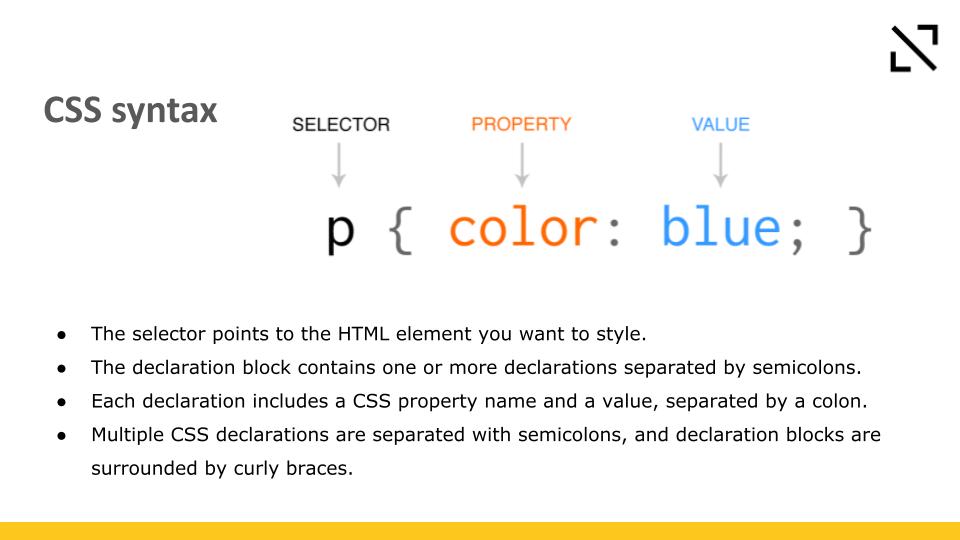 CSS syntax
SELECTOR PROPERTY VALUE
p { color: blue; }
● The selector points to the HTML element you want to style.
● The declaration block contains one or more declarations separated by semicolons.
● Each declaration includes a CSS property name and a value, separated by a colon.
● Multiple CSS declarations are separated with semicolons, and declaration blocks are
surrounded by curly braces.